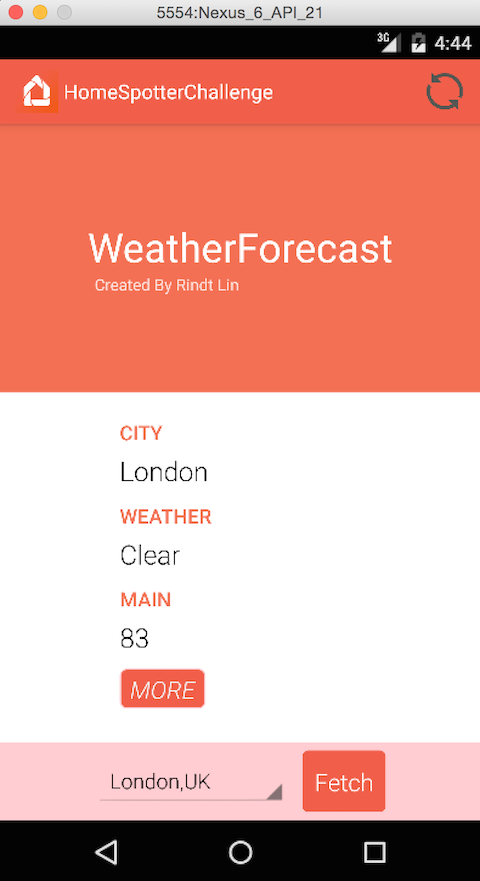 5554:Nexus_6_API_21
3G 4:44
HomeSpotterChallenge
WeatherForecast
Created By Rindt Lin
CITY
London
WEATHER
Clear
MAIN
83
MORE
London,UK
Fetch